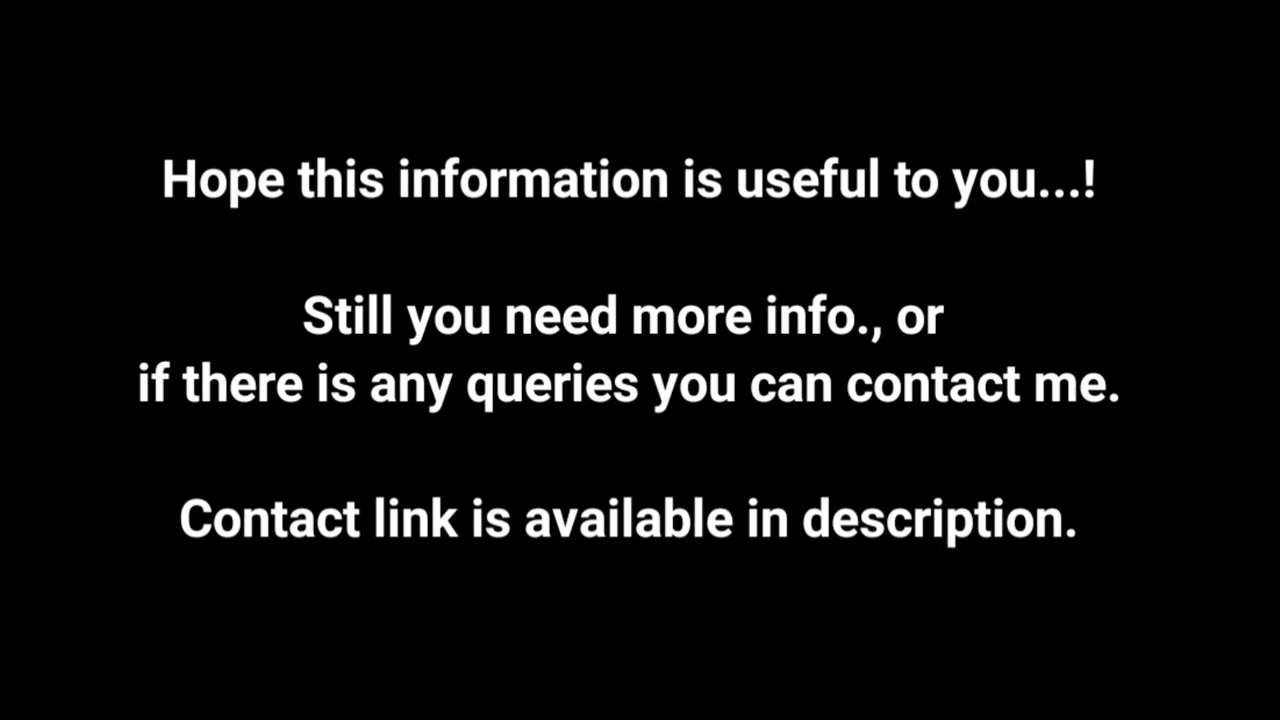 Hope this information is useful to you...!
Still you need more info., or
if there is any queries you can contact me.
Contact link is available in description.